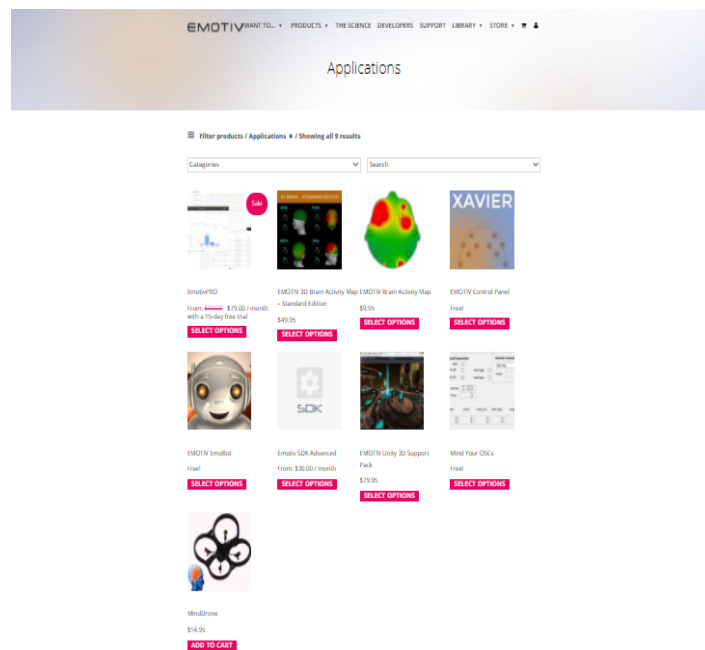 EMOTIV
WANT TO... PRODUCTS THE SCIENCE DEVELOPERS SUPPORT LIBRARY STORE
Applications
Filter products / Applications × / Showing all 9 results
Categories
Search
Sale
3D BRAIN - STANDARD EDITION
XAVIER
EmotivPRO
From: $79.00 / month
with a 15-day free trial
SELECT OPTIONS
EMOTIV 3D Brain Activity Map
– Standard Edition
$49.95
SELECT OPTIONS
EMOTIV Brain Activity Map
$9.95
SELECT OPTIONS
EMOTIV Control Panel
Free!
SELECT OPTIONS
SDK
EMOTIV EmoBot
Free!
SELECT OPTIONS
Emotiv SDK Advanced
From: $30.00 / month
SELECT OPTIONS
EMOTIV Unity 3D Support
Pack
$79.95
SELECT OPTIONS
Mind Your OSCs
Free!
SELECT OPTIONS
MindDrone
$14.95
ADD TO CART